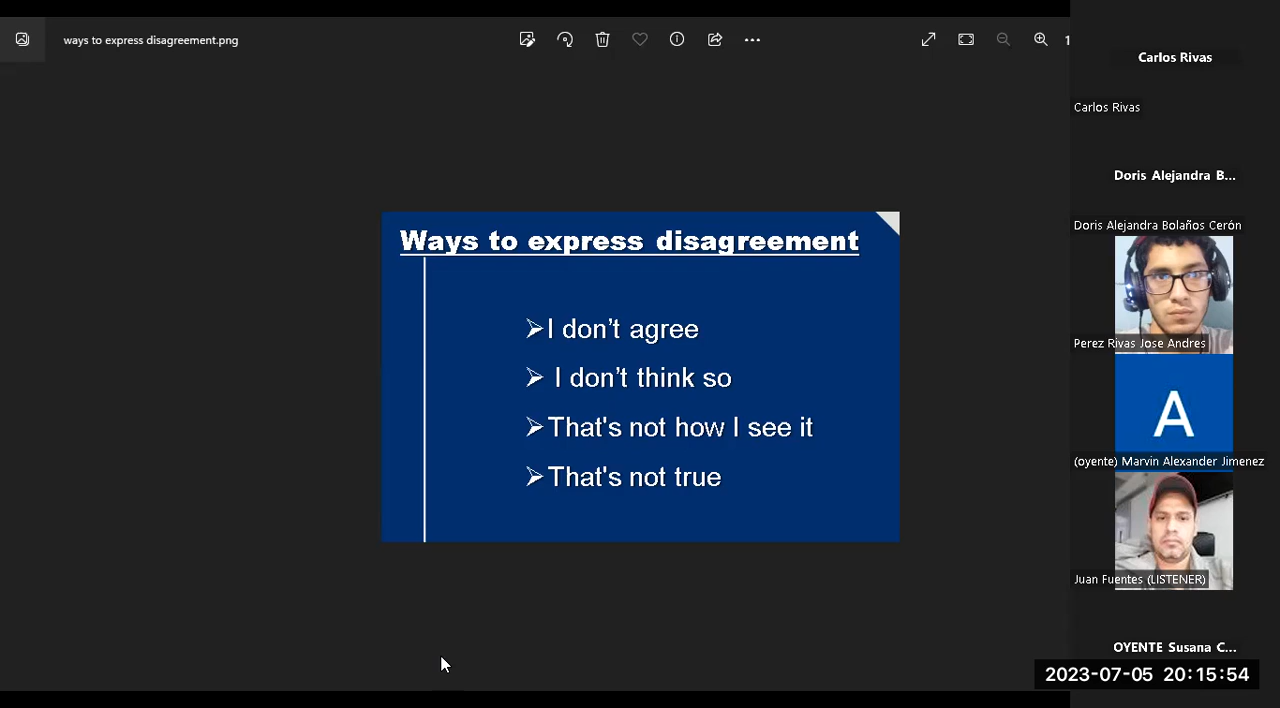 ways to express disagreement.png
1
Ways to express disagreement
➢I don't agree
➢ I don't think so
➢That's not how I see it
➢That's not true
Carlos Rivas
Carlos Rivas
Doris Alejandra B...
Doris Alejandra Bolaños Cerón
Perez Rivas Jose Andres
A
(oyente) Marvin Alexander Jimenez
Juan Fuentes (LISTENER)
OYENTE Susana C...
2023-07-05 20:15:54